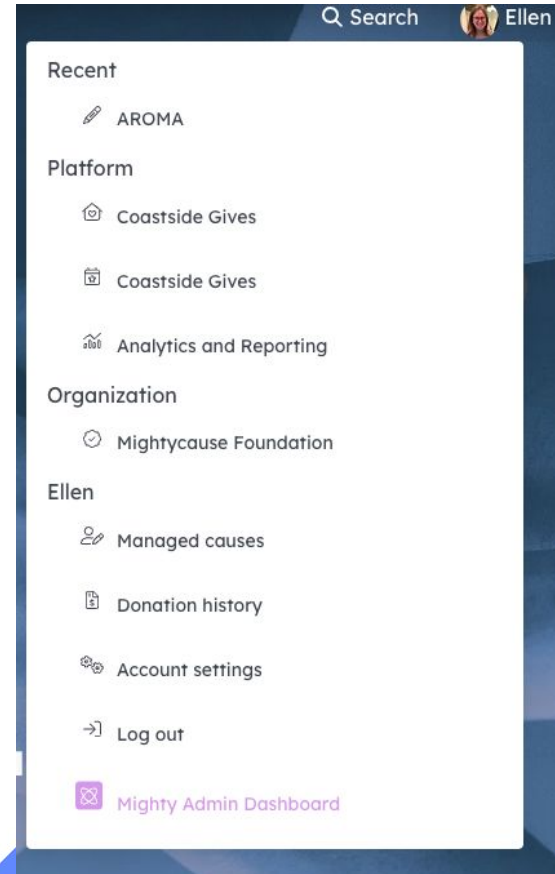 Search
Ellen
Recent
AROMA
Platform
Coastside Gives
Coastside Gives
Analytics and Reporting
Organization
Mightycause Foundation
Ellen
Managed causes
Donation history
Account settings
Log out
Mighty Admin Dashboard